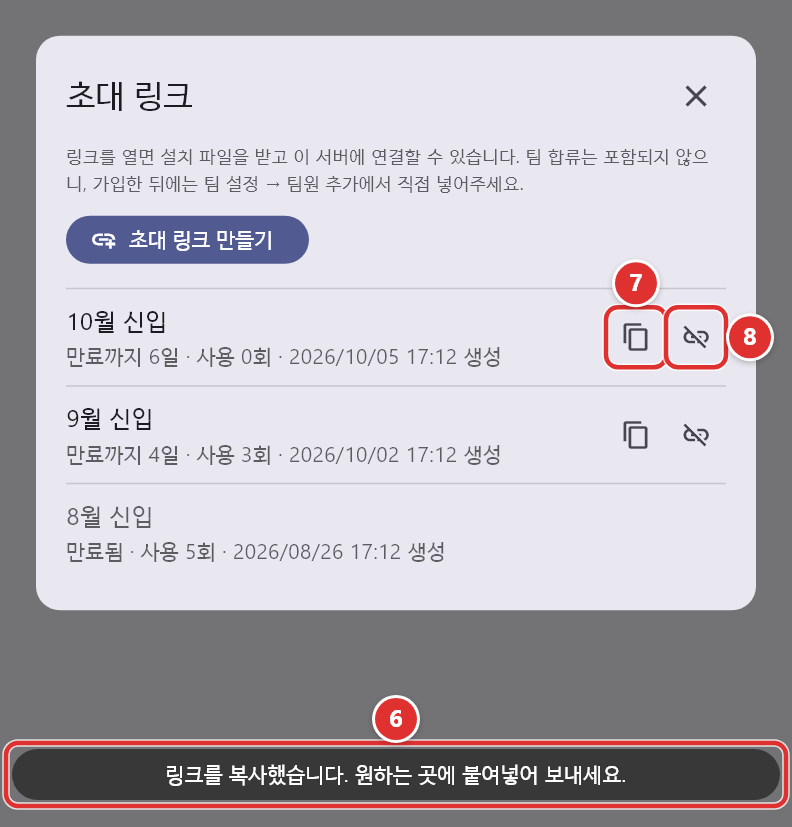 초대 링크
링크를 열면 설치 파일을 받고 이 서버에 연결할 수 있습니다. 팀 합류는 포함되지 않으
니, 가입한 뒤에는 팀 설정 → 팀원 추가에서 직접 넣어주세요.
초대 링크 만들기
7
10월 신입
만료까지 6일 · 사용 0회 · 2026/10/05 17:12 생성
8
9월 신입
만료까지 4일 · 사용 3회 · 2026/10/02 17:12 생성
8월 신입
만료됨 · 사용 5회 · 2026/08/26 17:12 생성
6
링크를 복사했습니다. 원하는 곳에 붙여넣어 보내세요.